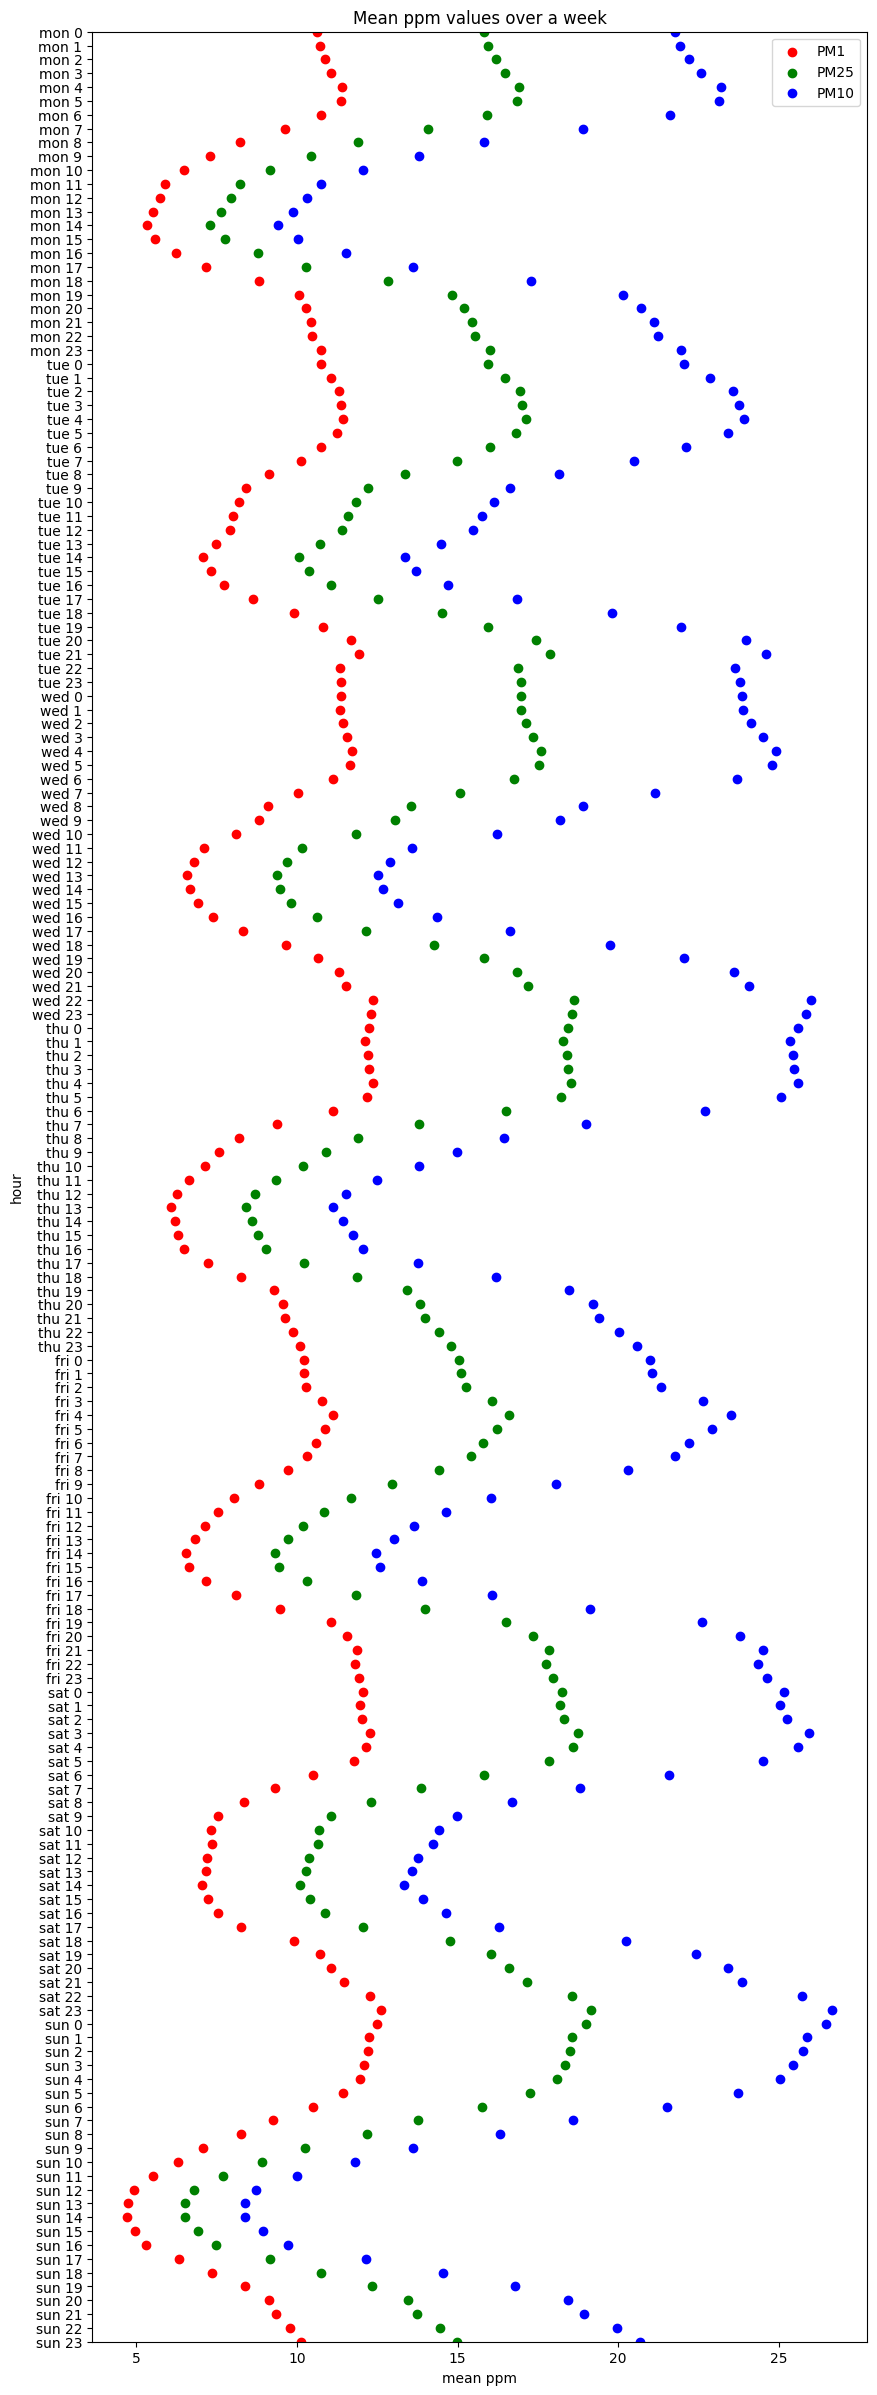 Mean ppm values over a week
PM1
PM25
PM10
mon 0
mon 1
mon 2
mon 3
mon 4
mon 5
mon 6
mon 7
mon 8
mon 9
mon 10
mon 11
mon 12
mon 13
mon 14
mon 15
mon 16
mon 17
mon 18
mon 19
mon 20
mon 21
mon 22
mon 23
tue 0
tue 1
tue 2
tue 3
tue 4
tue 5
tue 6
tue 7
tue 8
tue 9
tue 10
tue 11
tue 12
tue 13
tue 14
tue 15
tue 16
tue 17
tue 18
tue 19
tue 20
tue 21
tue 22
tue 23
wed 0
wed 1
wed 2
wed 3
wed 4
wed 5
wed 6
wed 7
wed 8
wed 9
wed 10
wed 11
wed 12
wed 13
wed 14
wed 15
wed 16
wed 17
wed 18
wed 19
wed 20
wed 21
wed 22
wed 23
thu 0
thu 1
thu 2
thu 3
thu 4
thu 5
thu 6
thu 7
thu 8
thu 9
thu 10
thu 11
thu 12
thu 13
thu 14
thu 15
thu 16
thu 17
thu 18
thu 19
thu 20
thu 21
thu 22
thu 23
fri 0
fri 1
fri 2
fri 3
fri 4
fri 5
fri 6
fri 7
fri 8
fri 9
fri 10
fri 11
fri 12
fri 13
fri 14
fri 15
fri 16
fri 17
fri 18
fri 19
fri 20
fri 21
fri 22
fri 23
sat 0
sat 1
sat 2
sat 3
sat 4
sat 5
sat 6
sat 7
sat 8
sat 9
sat 10
sat 11
sat 12
sat 13
sat 14
sat 15
sat 16
sat 17
sat 18
sat 19
sat 20
sat 21
sat 22
sat 23
sun 0
sun 1
sun 2
sun 3
sun 4
sun 5
sun 6
sun 7
sun 8
sun 9
sun 10
sun 11
sun 12
sun 13
sun 14
sun 15
sun 16
sun 17
sun 18
sun 19
sun 20
sun 21
sun 22
sun 23
hour
5 10 15 20 25
mean ppm